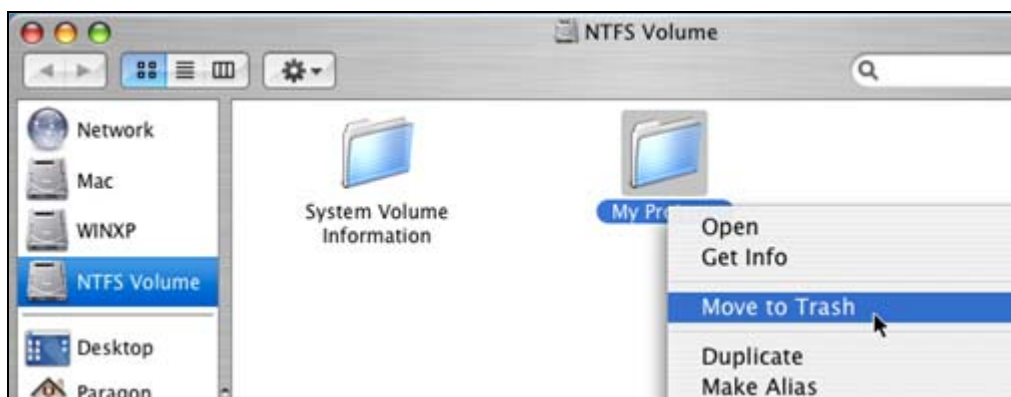 NTFS Volume
Network
Mac
WINXP
NTFS Volume
Desktop
Paragon
System Volume
Information
My
Open
Get Info
Move to Trash
Duplicate
Make Alias